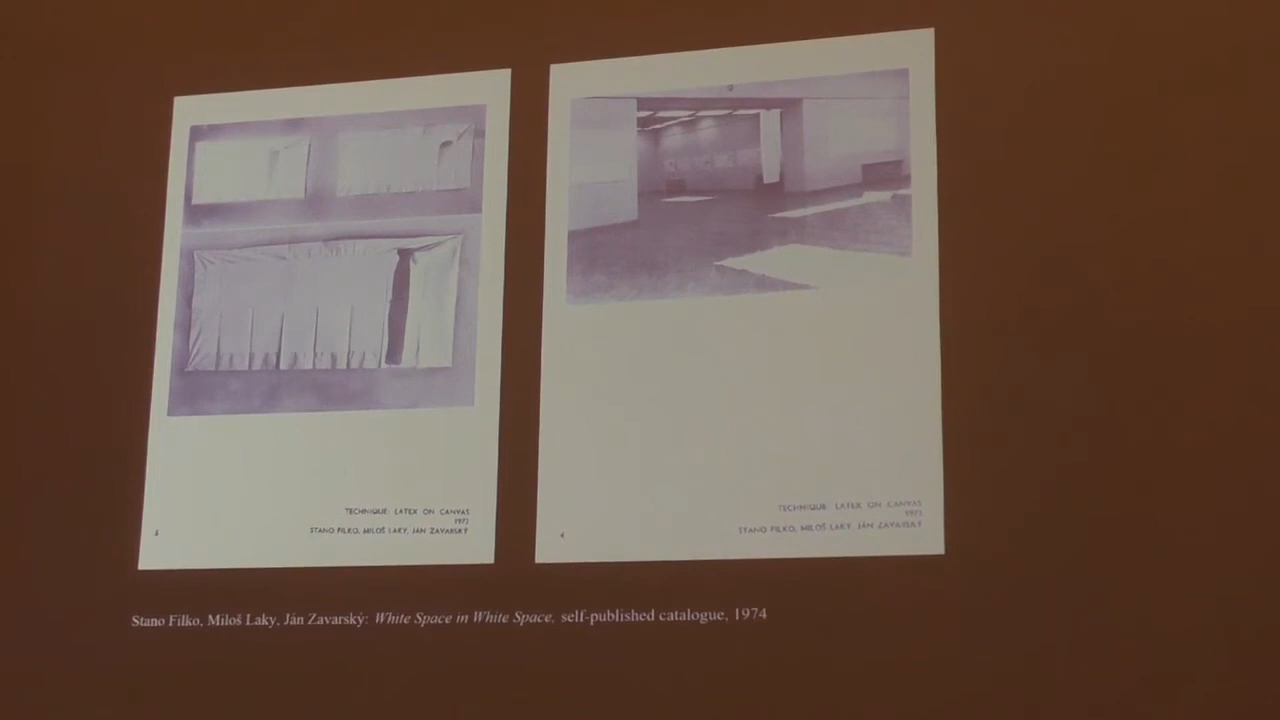 TECHNIQUE: LATEX ON CANVAS
1973
STANO FILKO, MILOŠ LAKY, JÁN ZAVARSKÝ
TECHNIQUE: LATEX ON CANVAS
1973
STANO FILKO, MILOŠ LAKY, JÁN ZAVARSKÝ
4
Stano Filko, Miloš Laky, Ján Zavarský: White Space in White Space, self-published catalogue, 1974